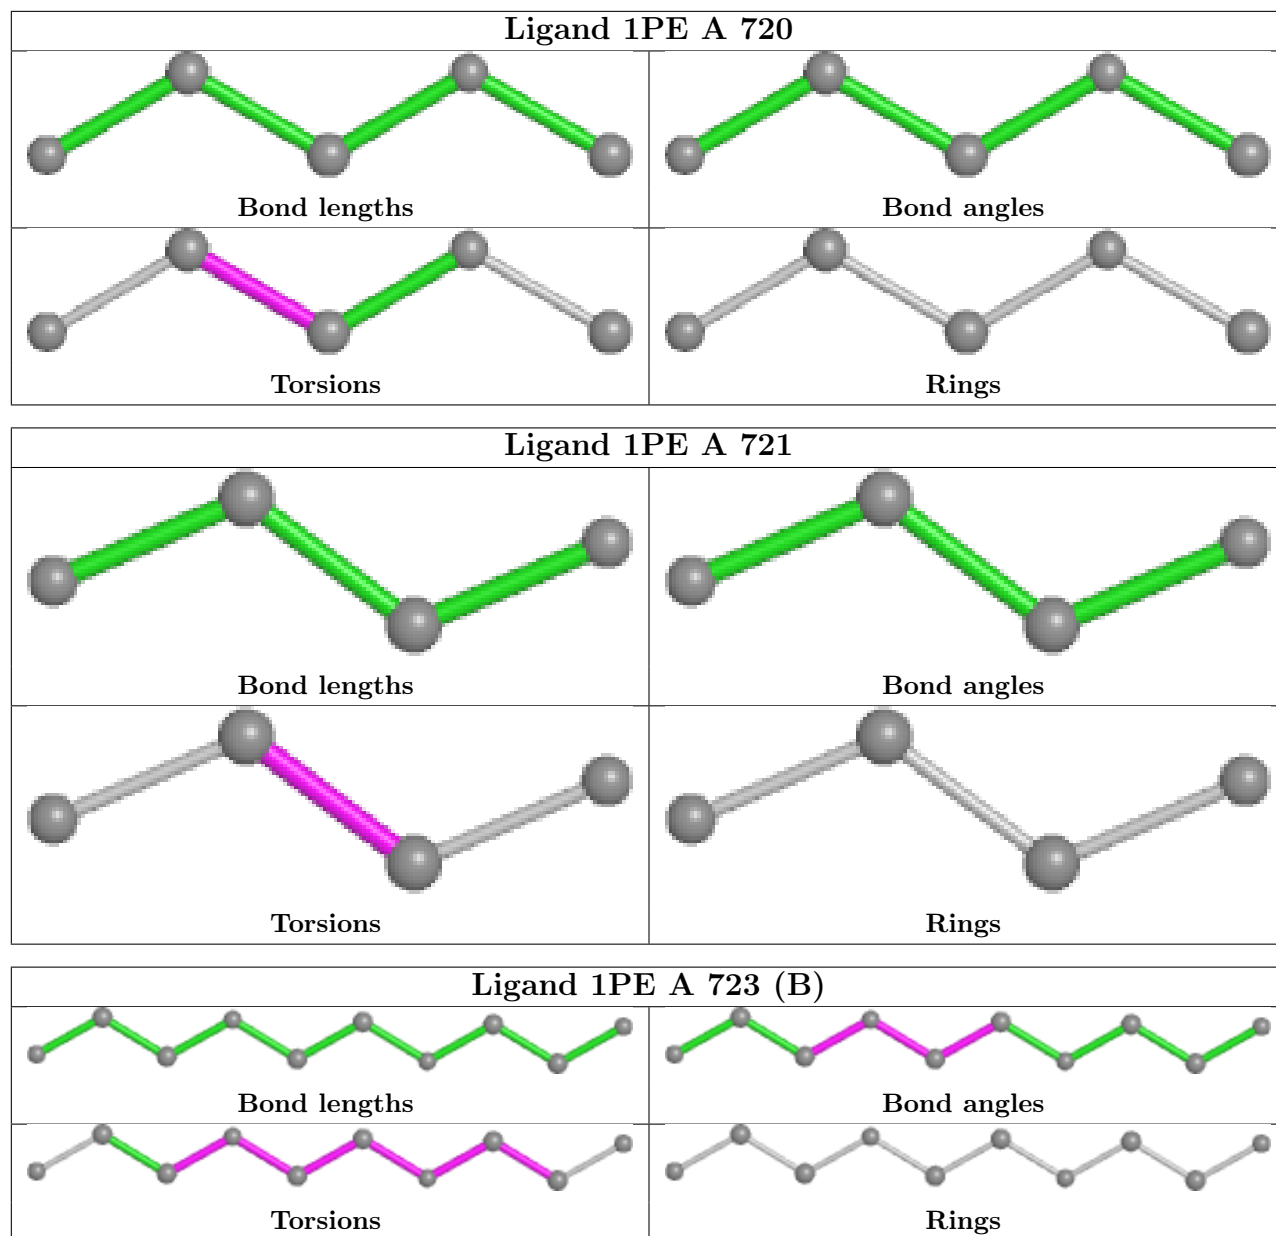 Ligand 1PE A 720
Bond lengths
Bond angles
Torsions
Rings
Ligand 1PE A 721
Bond lengths
Bond angles
Torsions
Rings
Ligand 1PE A 723 (B)
Bond lengths
Bond angles
Torsions
Rings